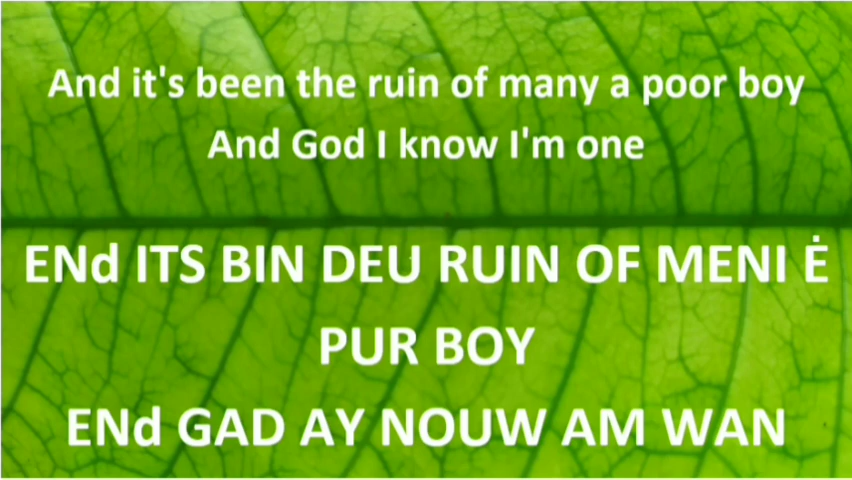 And it's been the ruin of many a poor boy
And God I know I'm one
ENd ITS BIN DEU RUIN OF MENI Ė
PUR BOY
ENd GAD AY NOUW AM WAN